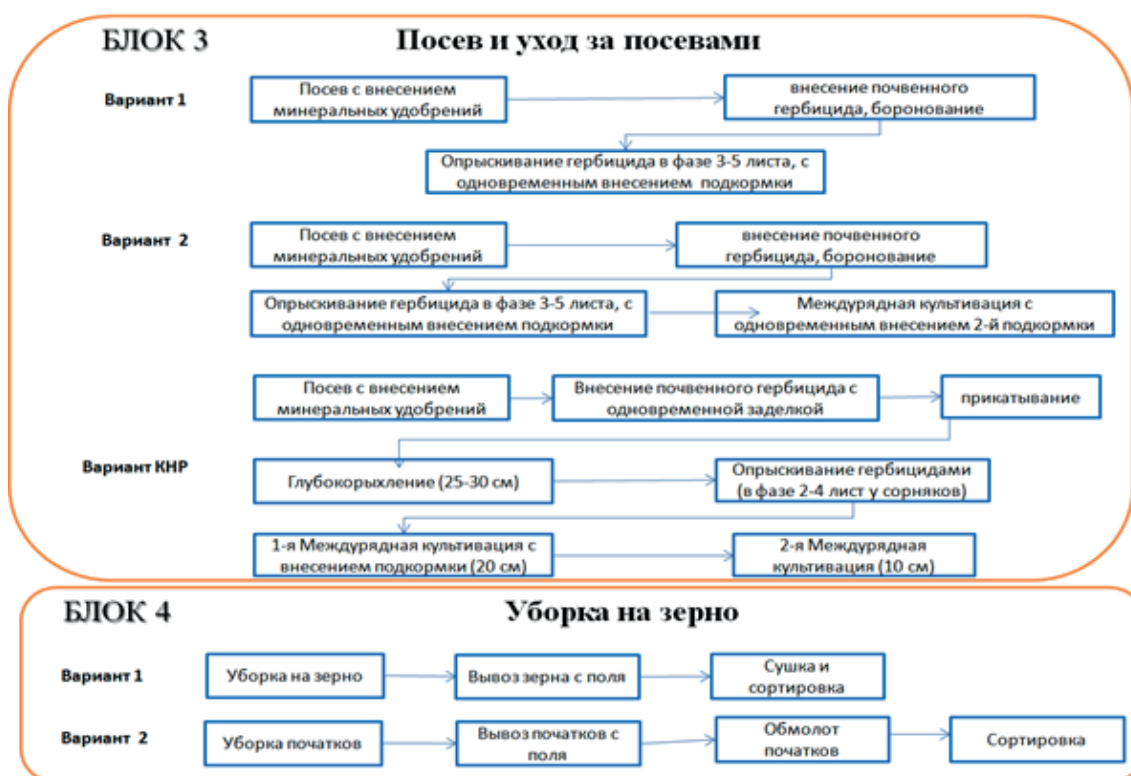 БЛОК 3
Посев и уход за посевами
Вариант 1
Посев с внесением
минеральных удобрений
внесение почвенного
гербицида, боронование
Опрыскивание гербицида в фазе 3-5 листа, с
одновременным внесением подкормки
Вариант 2
Посев с внесением
минеральных удобрений
внесение почвенного
гербицида, боронование
Опрыскивание гербицида в фазе 3-5 листа, с
одновременным внесением подкормки
Междурядная культивация с
одновременным внесением 2-й подкормки
Вариант КНР
Посев с внесением
минеральных удобрений
Внесение почвенного гербицида с
одновременной заделкой
прикатывание
Глубокорыхление (25-30 см)
Опрыскивание гербицидами
(в фазе 2-4 лист у сорняков)
1-я Междурядная культивация с
внесением подкормки (20 см)
2-я Междурядная
культивация (10 см)
БЛОК 4
Уборка на зерно
Вариант 1
Уборка на зерно
Вывоз зерна с поля
Сушка и
сортировка
Вариант 2
Уборка початков
Вывоз початков с
поля
Обмолот
початков
Сортировка